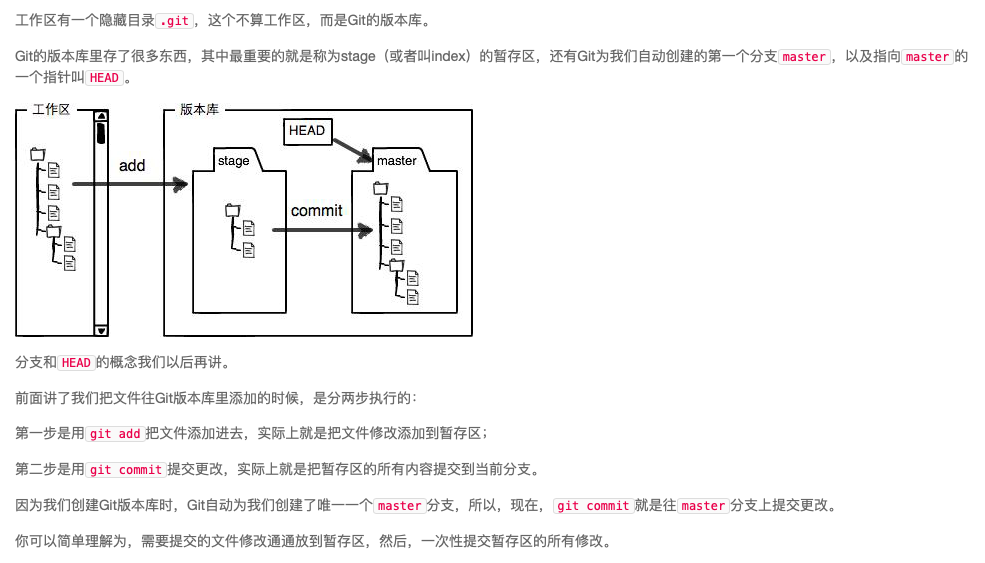 工作区有一个隐藏目录.git，这个不算工作区，而是Git的版本库。
Git的版本库里存了很多东西，其中最重要的就是称为stage（或者叫index）的暂存区，还有Git为我们自动创建的第一个分支master，以及指向master的
一个指针叫HEAD。
工作区
版本库
HEAD
add
stage
master
commit
分支和HEAD的概念我们以后再讲。
前面讲了我们把文件往Git版本库里添加的时候，是分两步执行的：
第一步是用git add把文件添加进去，实际上就是把文件修改添加到暂存区；
第二步是用git commit提交更改，实际上就是把暂存区的所有内容提交到当前分支。
因为我们创建Git版本库时，Git自动为我们创建了唯一一个master分支，所以，现在，git commit就是往master分支上提交更改。
你可以简单理解为，需要提交的文件修改通通放到暂存区，然后，一次性提交暂存区的所有修改。